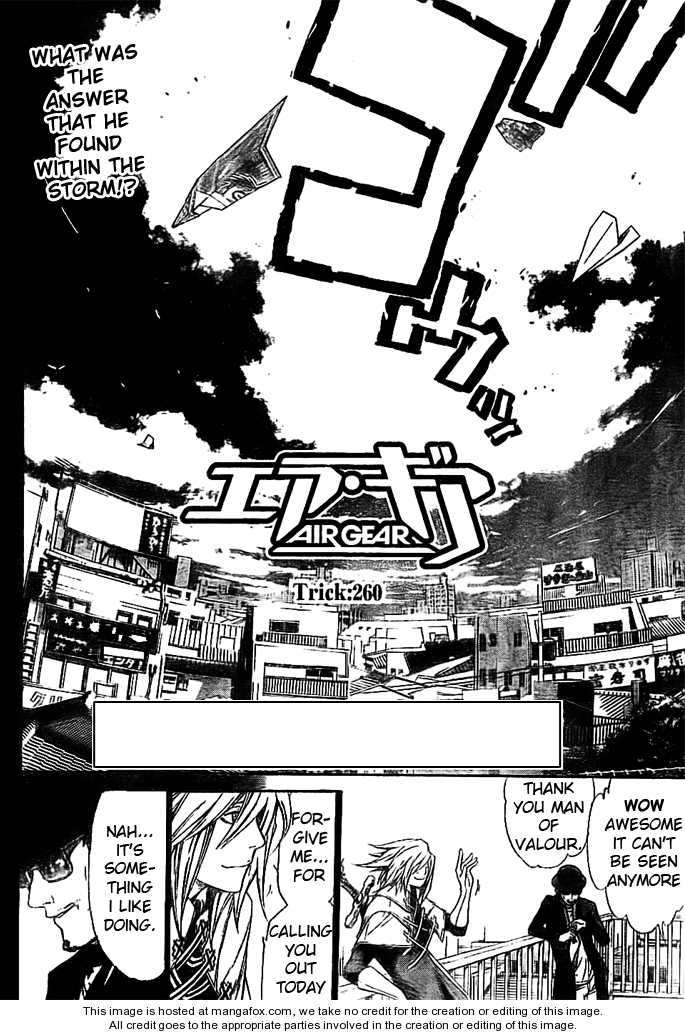 WHAT WAS
THE
ANSWER
THAT HE
FOUND
WITHIN THE
STORM!?
エア・ギア
AIR GEAR
Trick:260
WOW
AWESOME
IT CAN'T
BE SEEN
ANYMORE
THANK
YOU MAN
OF
VALOUR.
FOR-
GIVE
ME...
FOR
CALLING
YOU
OUT
TODAY
NAH...
IT'S
SOME-
THING
I LIKE
DOING.
This image is hosted at mangafox.com, we take no credit for the creation or editing of this image.
All credit goes to the appropriate parties involved in the creation or editing of this image.